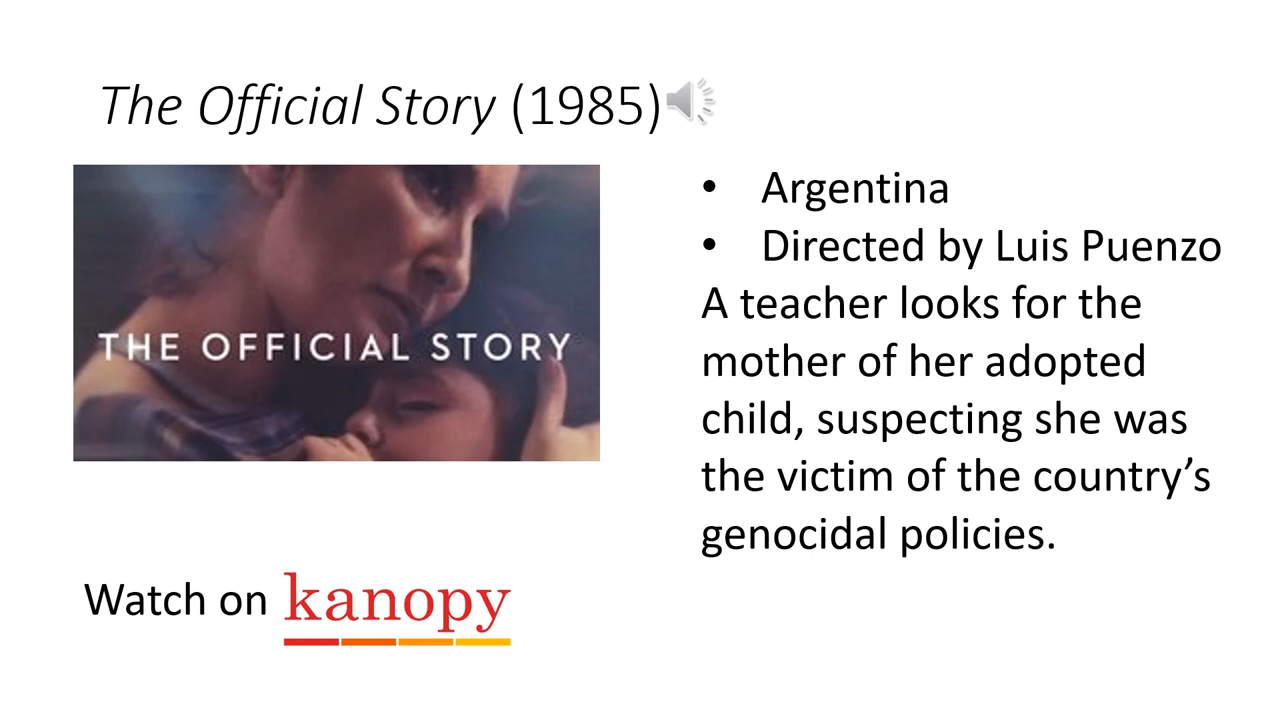 The Official Story (1985)
THE OFFICIAL STORY
• Argentina
• Directed by Luis Puenzo
A teacher looks for the
mother of her adopted
child, suspecting she was
the victim of the country’s
genocidal policies.
Watch on kanopy